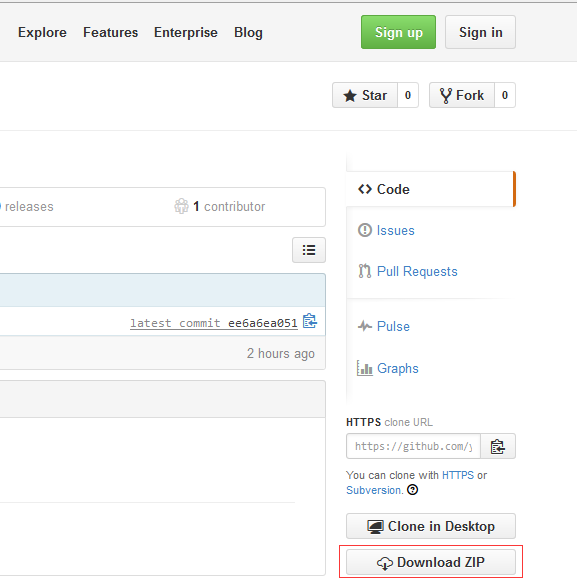 Explore Features Enterprise Blog Sign up Sign in
Star 0 Fork 0
Code
releases 1 contributor
Issues
Pull Requests
latest commit ee6a6ea051
Pulse
2 hours ago
Graphs
HTTPS clone URL
https://github.com/y
You can clone with HTTPS or
Subversion.
Clone in Desktop
Download ZIP